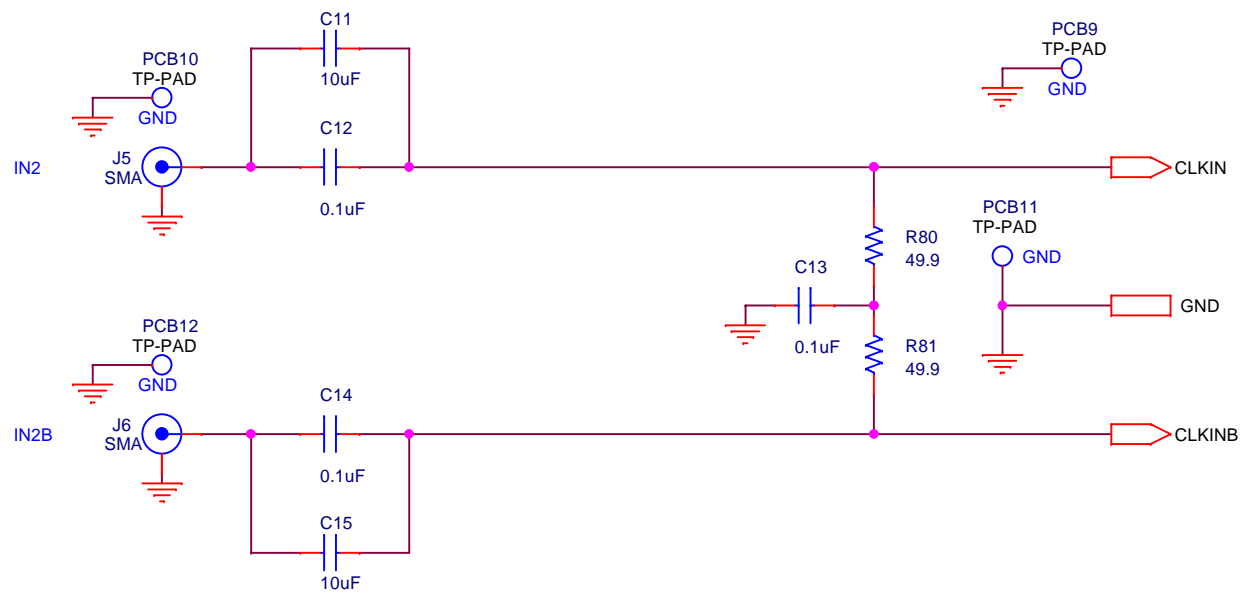 C11
10uF
PCB10
TP-PAD
GND
PCB9
TP-PAD
GND
C12
0.1uF
IN2
J5
SMA
CLKIN
PCB11
TP-PAD
GND
R80
49.9
C13
0.1uF
GND
R81
49.9
PCB12
TP-PAD
GND
C14
0.1uF
IN2B
J6
SMA
CLKINB
C15
10uF